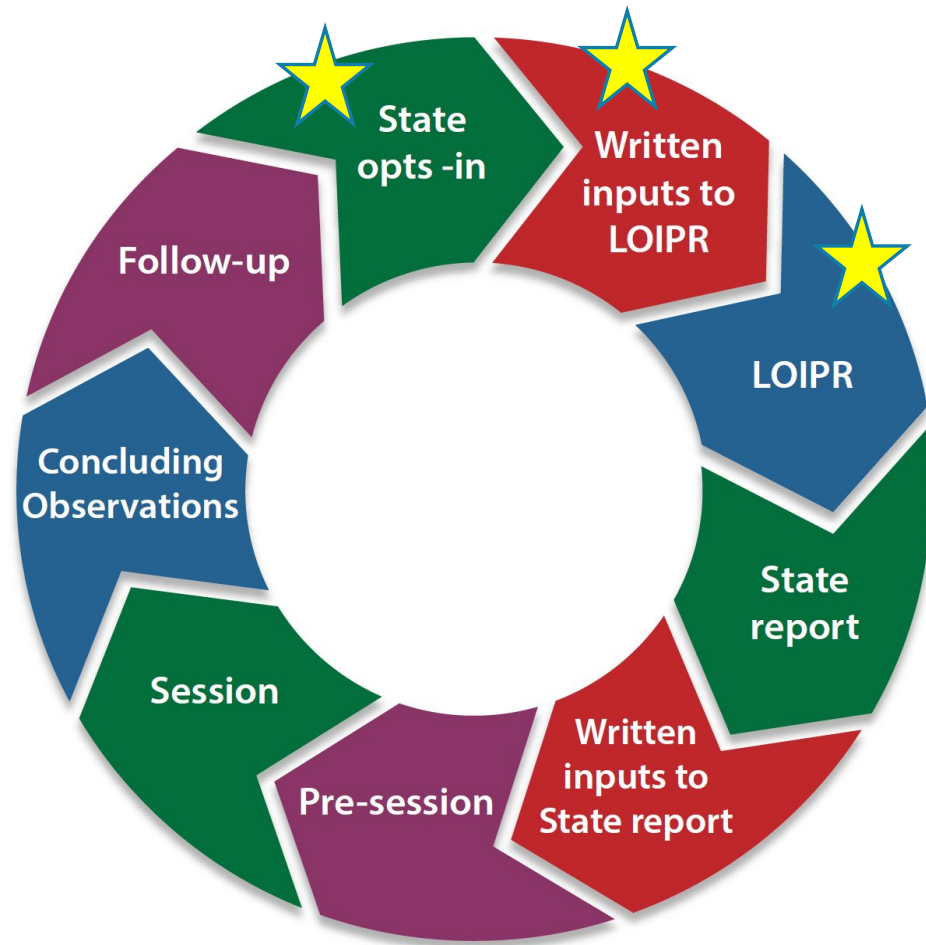 State
opts -in
Written
inputs to
LOIPR
LOIPR
State
report
Written
inputs to
State report
Pre-session
Session
Concluding
Observations
Follow-up